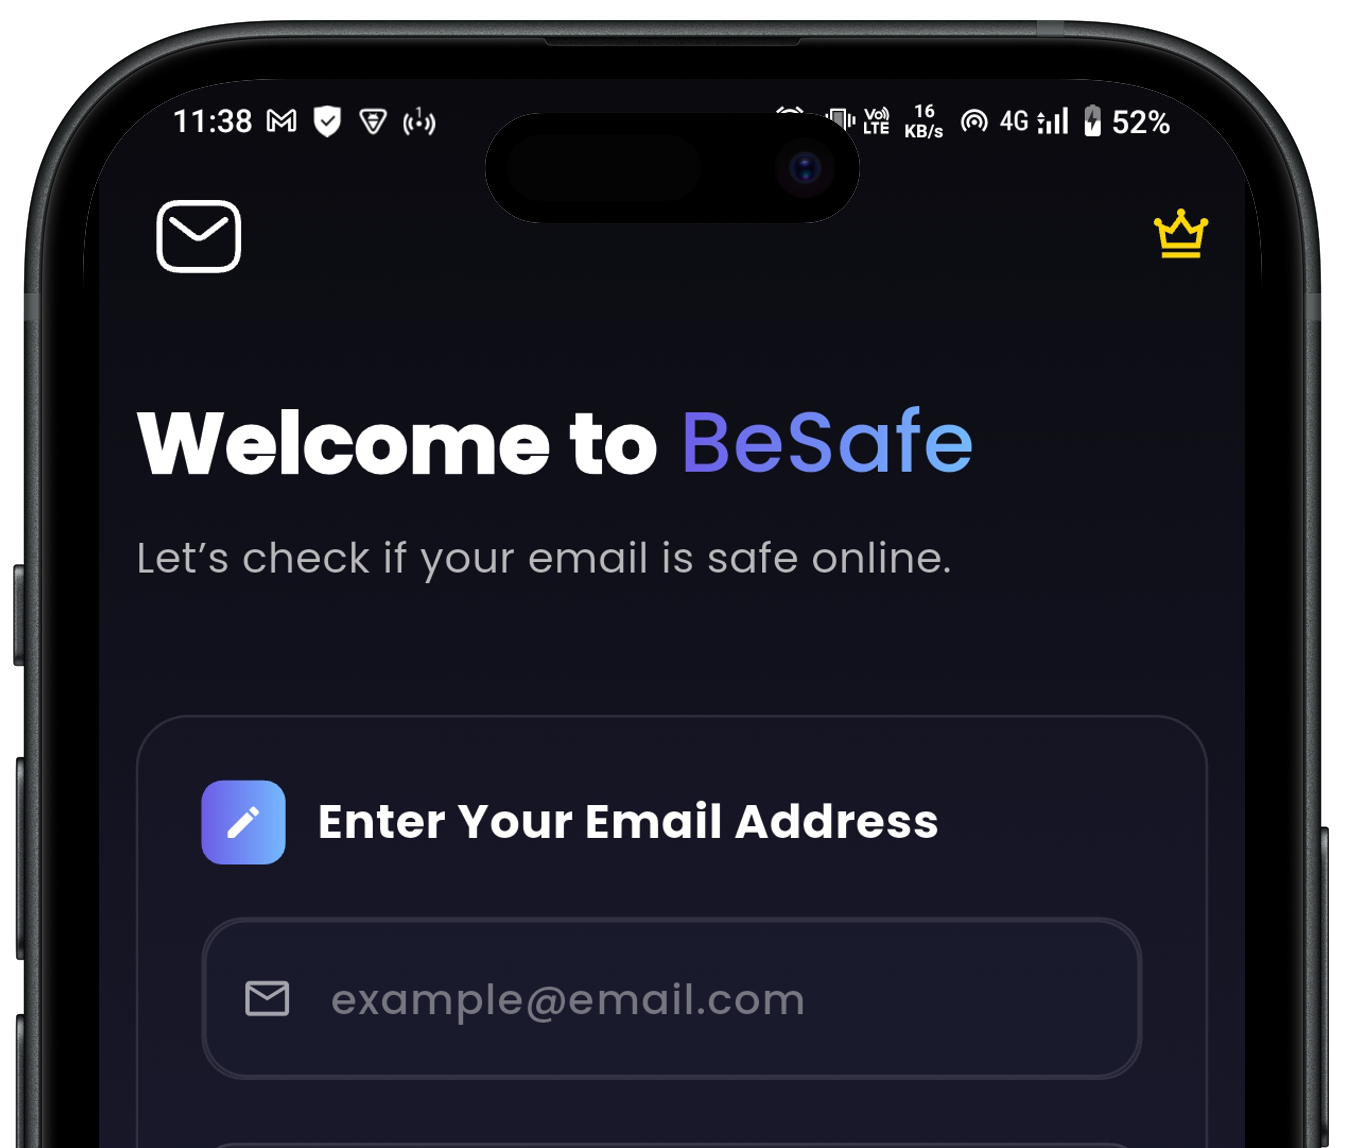 11:38 Vo) LTE 16 KB/s 4G 52%
Welcome to BeSafe
Let’s check if your email is safe online.
Enter Your Email Address
example@email.com